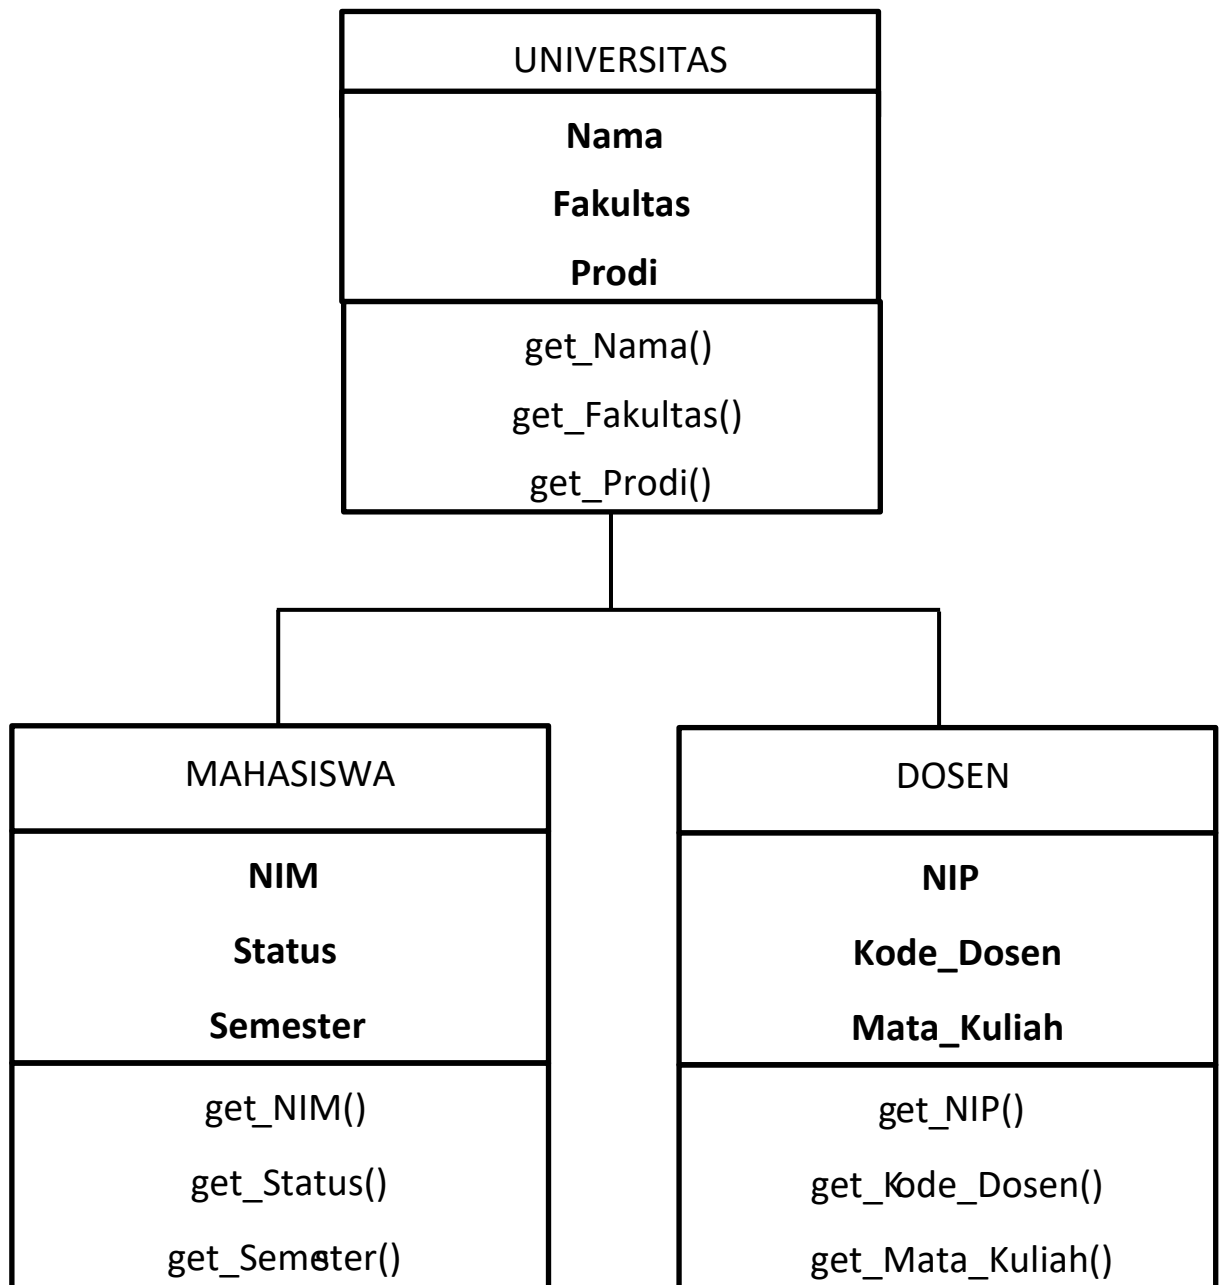 UNIVERSITAS
Nama
Fakultas
Prodi
get_Nama()
get_Fakultas()
get_Prodi()
MAHASISWA
NIM
Status
Semester
get_NIM()
get_Status()
get_Semester()
DOSEN
NIP
Kode_Dosen
Mata_Kuliah
get_NIP()
get_Kode_Dosen()
get_Mata_Kuliah()